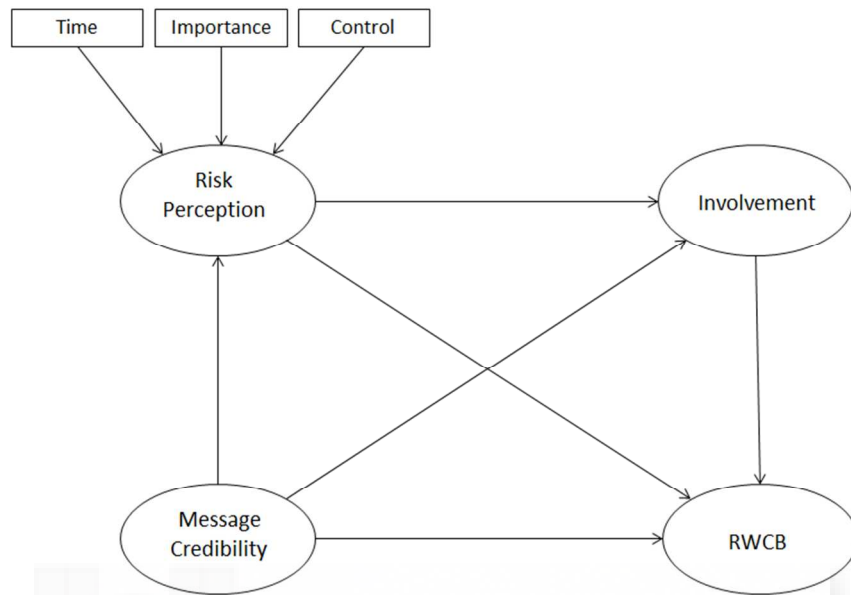 Time
Importance
Control
Risk
Perception
Involvement
Message
Credibility
RWCB